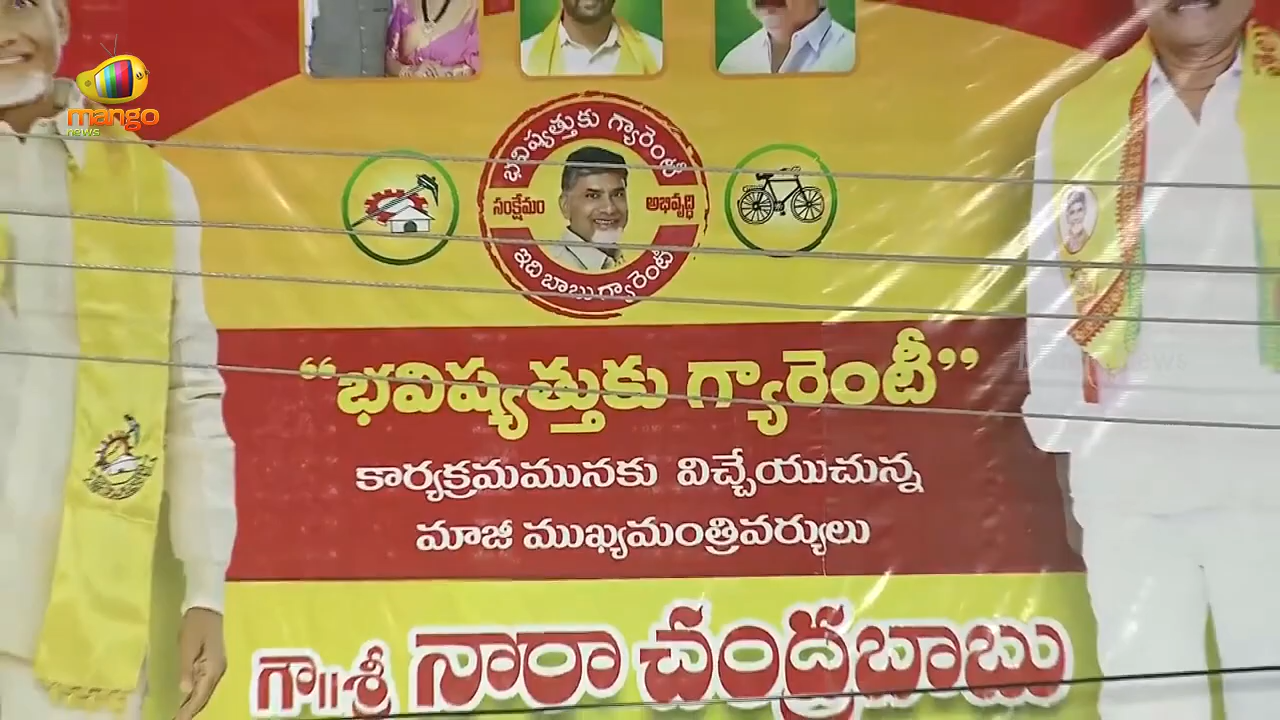 mango
news
భవిష్యత్తుకు గ్యారెంటీ
సంక్షేమం
అభివృద్ధి
ఇది బాబు గ్యారెంటీ
"భవిష్యత్తుకు గ్యారెంటీ"
కార్యక్రమమునకు విచ్చేయుచున్న
మాజీ ముఖ్యమంత్రివర్యులు
గౌ||శ్రీ నారా చంద్రబాబు